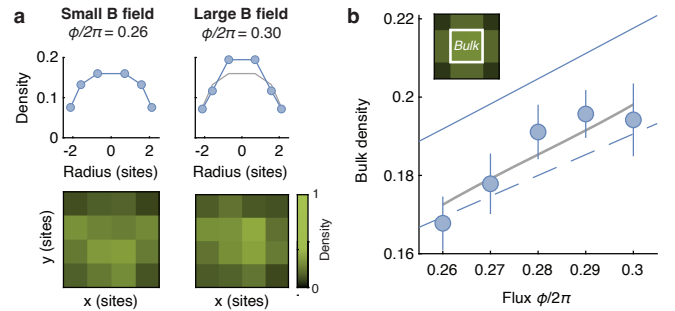 a
Small B field
ϕ/2π = 0.26
Large B field
ϕ/2π = 0.30
Density
0.2
0.1
0
-2
0
2
Radius (sites)
-2
0
2
Radius (sites)
y (sites)
x (sites)
x (sites)
1
0
Density
b
Bulk
Bulk density
0.22
0.2
0.18
0.16
0.26
0.27
0.28
0.29
0.3
Flux ϕ/2π